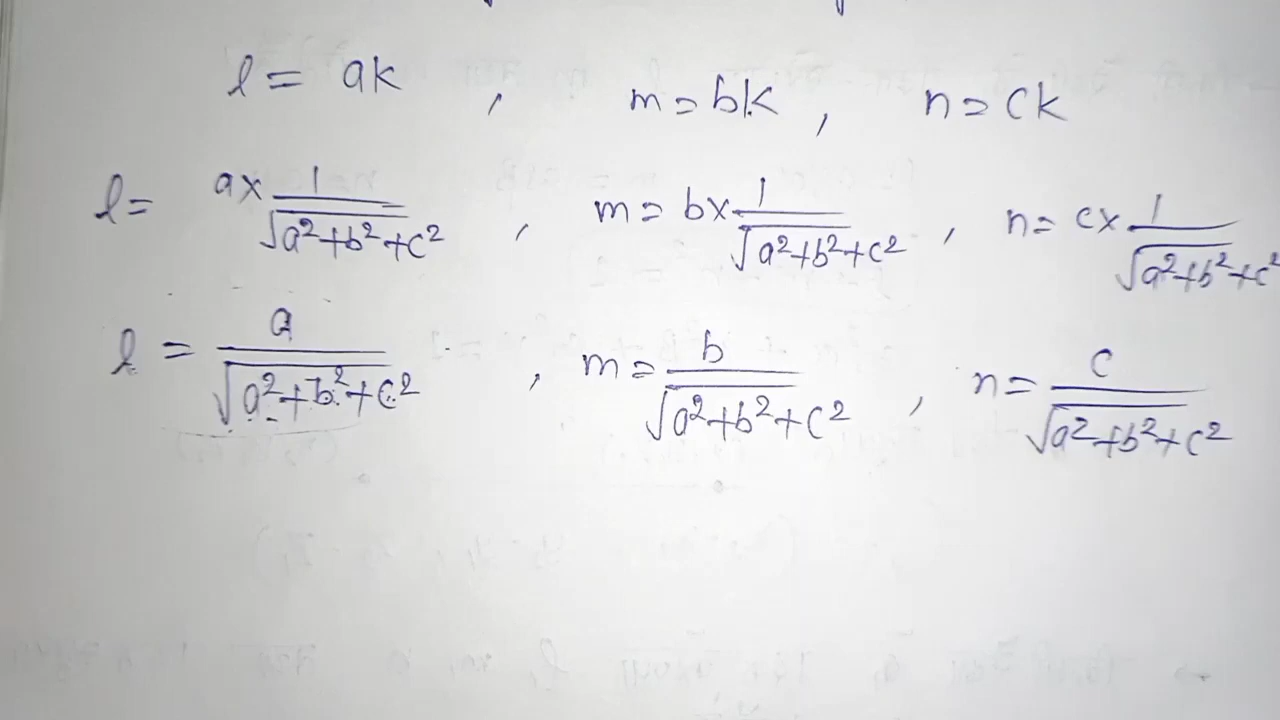 l = ak , m = bk , n = ck
l = a × 1/√(a²+b²+c²) , m = b × 1/√(a²+b²+c²) , n = c × 1/√(a²+b²+c²)
l = a/√(a²+b²+c²) , m = b/√(a²+b²+c²) , n = c/√(a²+b²+c²)